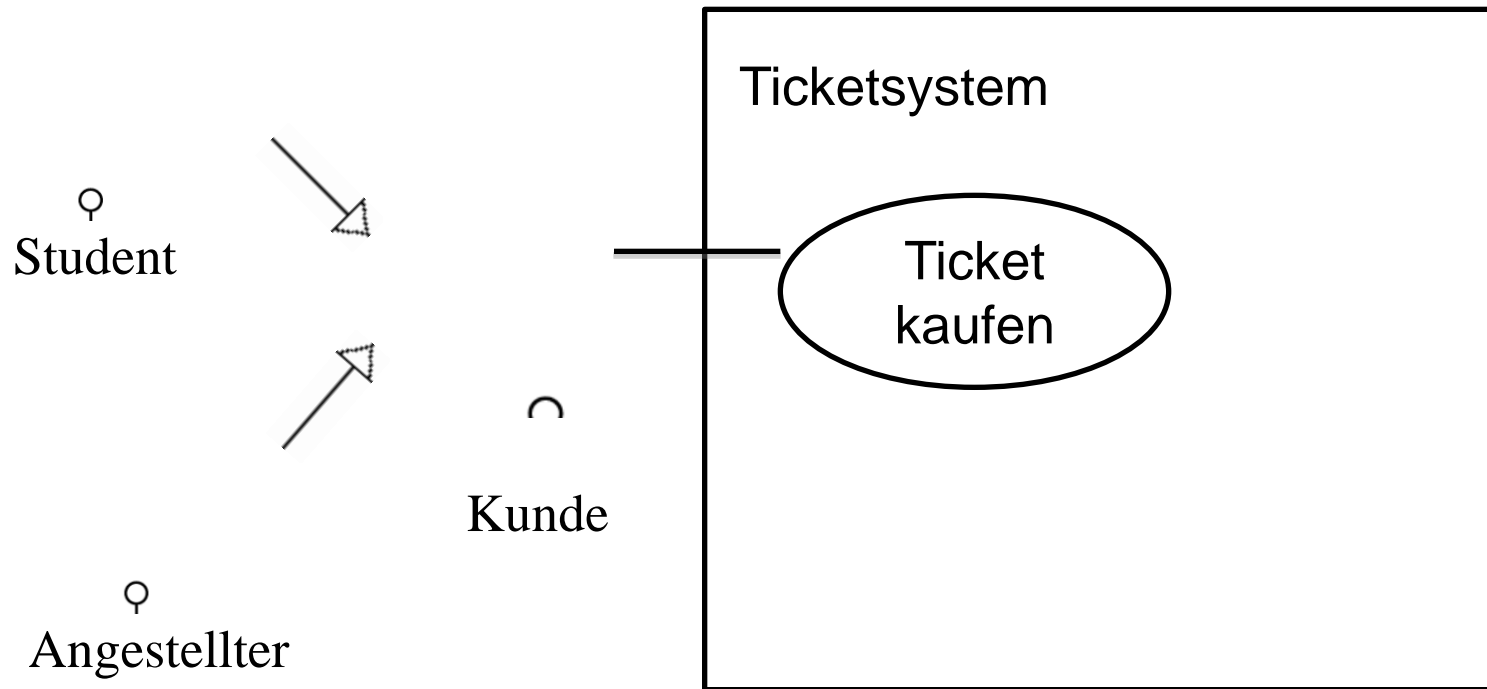 Ticketsystem
Student
Ticket
kaufen
Kunde
Angestellter